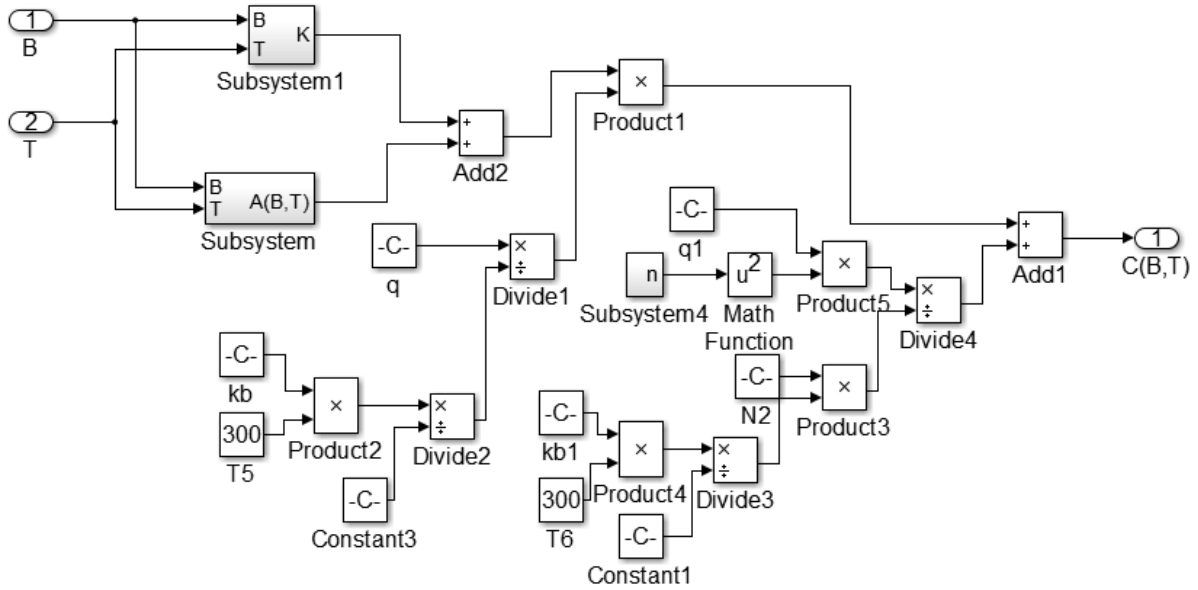 1
B
B
T
K
Subsystem1
2
T
B
T
A(B,T)
Subsystem
+
+
Add2
×
Product1
-C-
q
×
÷
Divide1
-C-
q1
n
Subsystem4
u²
Math
Function
×
Product5
×
÷
Divide4
+
+
Add1
1
C(B,T)
-C-
kb
300
T5
×
Product2
×
÷
Divide2
-C-
Constant3
-C-
kb1
300
T6
×
Product4
×
÷
Divide3
-C-
Constant1
-C-
N2
×
Product3